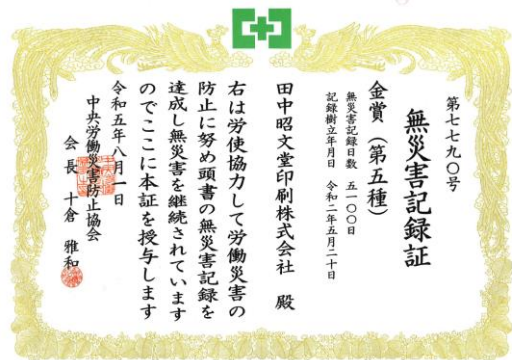 第七七九〇号
無災害記録証
金賞（第五種）
無災害記録日数 五一〇〇日
記録樹立年月日 令和二年五月二十日
田中昭文堂印刷株式会社 殿
右は労使協力して労働災害の
防止に努め頭書の無災害記録を
達成し無災害を継続されています
のでここに本証を授与します
令和五年八月一日
中央労働災害防止協会
会長 十倉 雅和